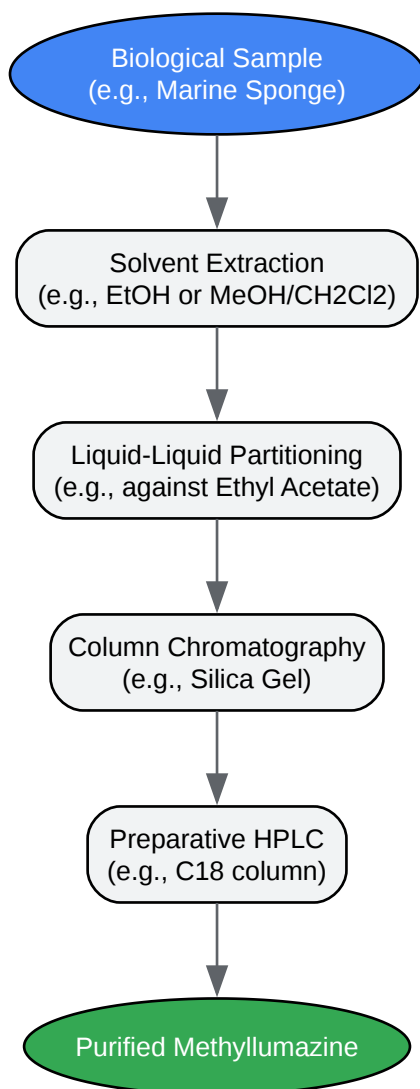 Biological Sample
(e.g., Marine Sponge)
Solvent Extraction
(e.g., EtOH or MeOH/CH2Cl2)
Liquid-Liquid Partitioning
(e.g., against Ethyl Acetate)
Column Chromatography
(e.g., Silica Gel)
Preparative HPLC
(e.g., C18 column)
Purified Methyllumazine